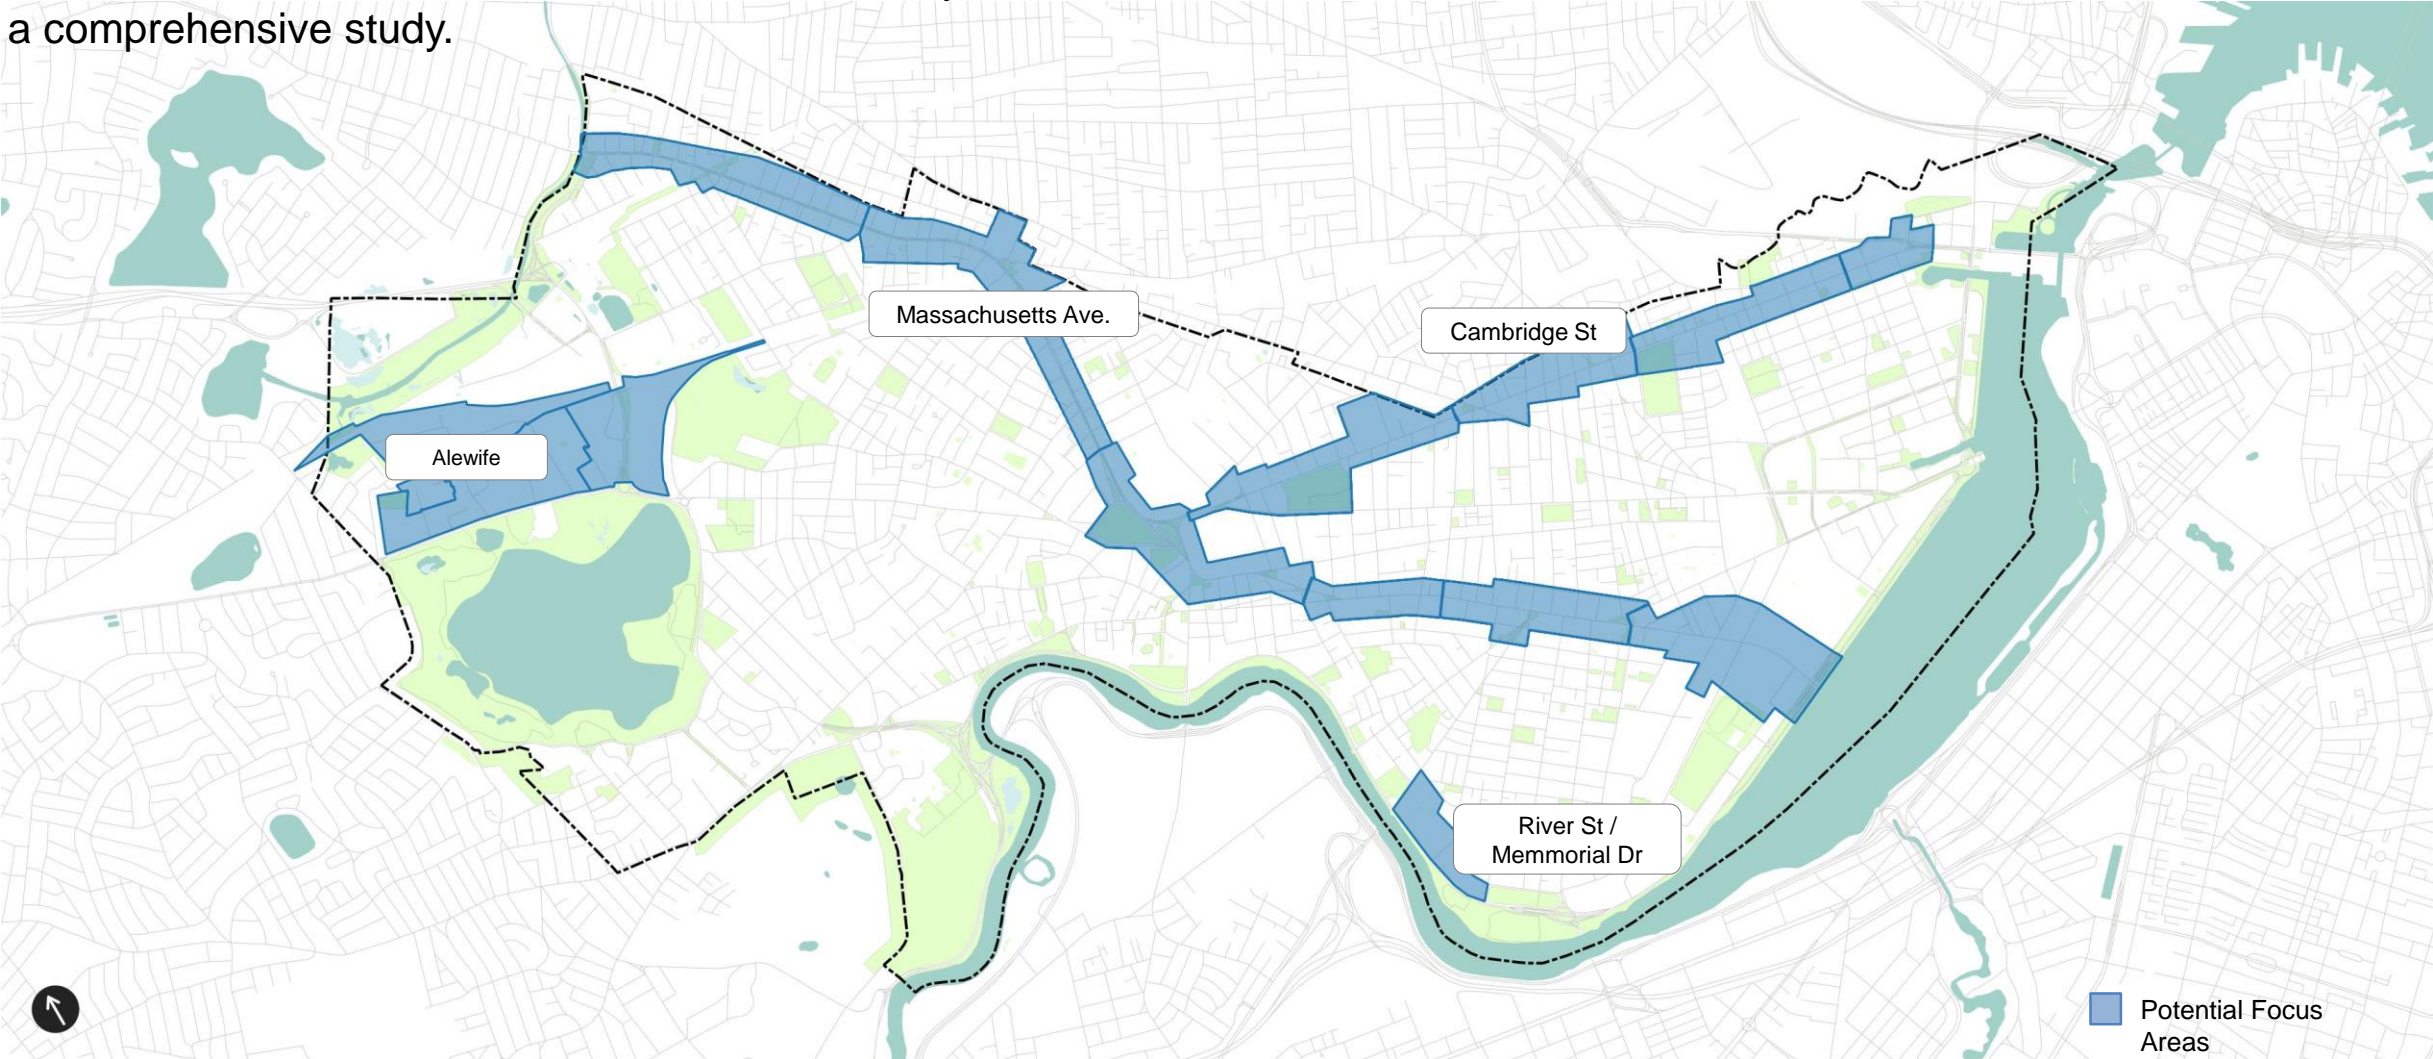 a comprehensive study.
Massachusetts Ave.
Cambridge St
Alewife
River St /
Memmorial Dr
Potential Focus
Areas